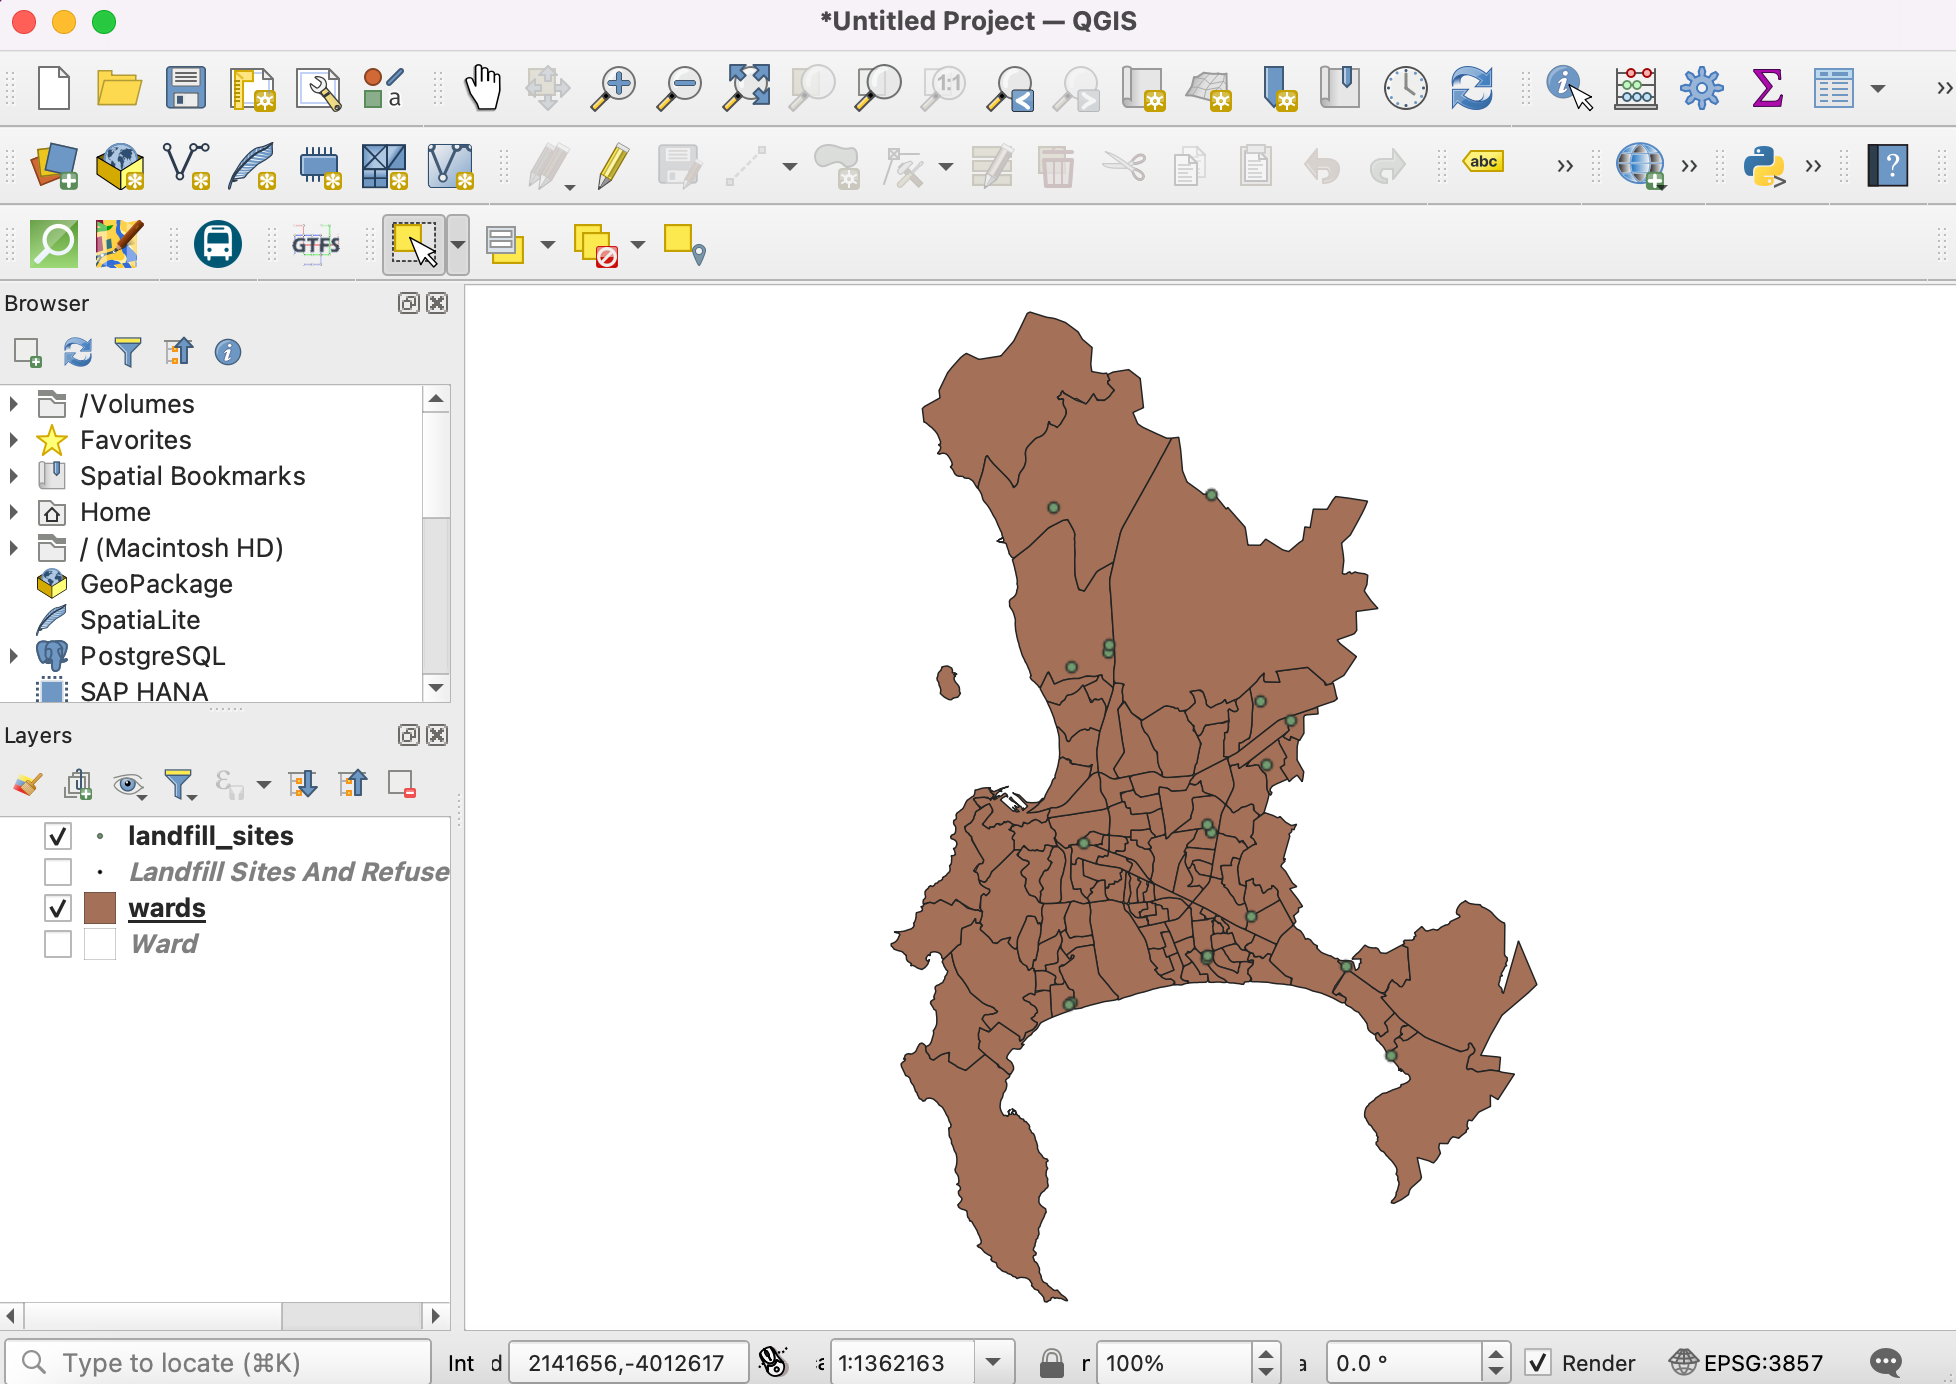 *Untitled Project — QGIS
a
1:1
abc
?
GTFS
Browser
/Volumes
Favorites
Spatial Bookmarks
Home
/ (Macintosh HD)
GeoPackage
SpatiaLite
PostgreSQL
SAP HANA
Layers
landfill_sites
Landfill Sites And Refuse
wards
Ward
Type to locate (⌘K) Int d 2141656,-4012617 1:1362163 r 100% a 0.0 ° Render EPSG:3857